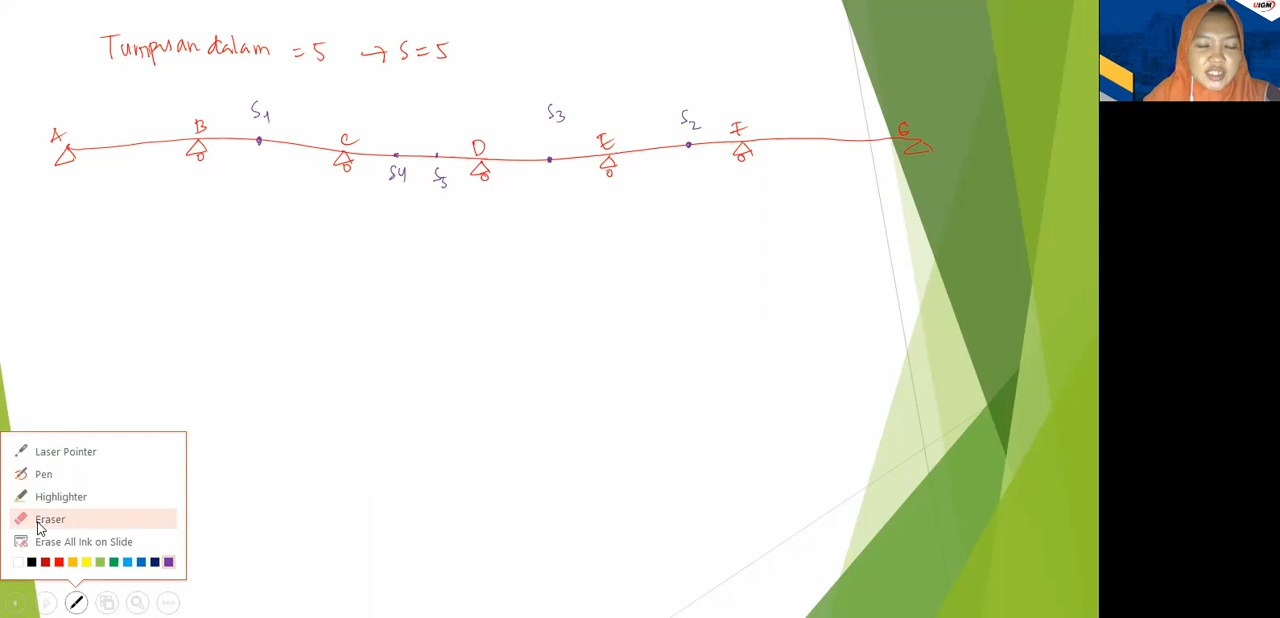 UIGM
Tumpuan dalam = 5 → S = 5
A B S1 C S4 S5 D S3 E S2 F G
Laser Pointer
Pen
Highlighter
Eraser
Erase All Ink on Slide